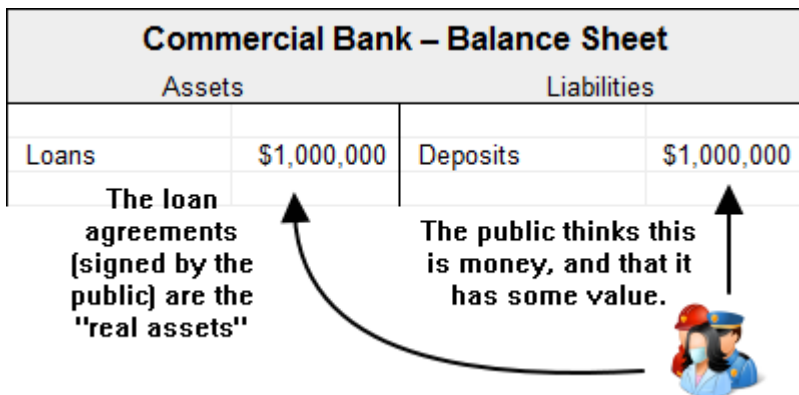 Commercial Bank – Balance Sheet
Assets
Liabilities
Loans $1,000,000 Deposits $1,000,000
The loan
agreements
(signed by the
public) are the
"real assets"
The public thinks this
is money, and that it
has some value.